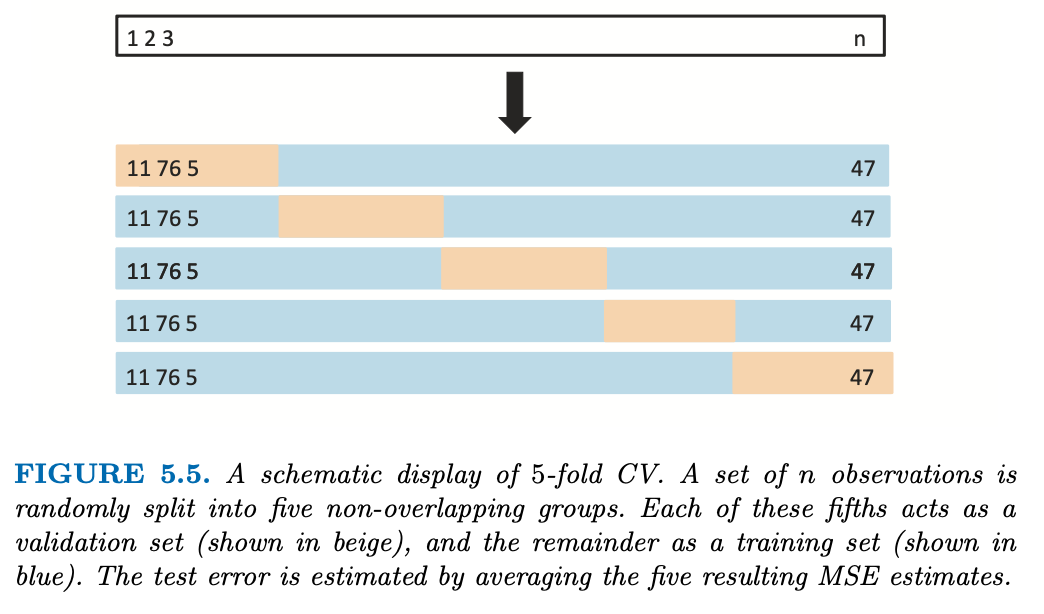 1 2 3 n
11 76 5 47
11 76 5 47
11 76 5 47
11 76 5 47
11 76 5 47
FIGURE 5.5. A schematic display of 5-fold CV. A set of n observations is
randomly split into five non-overlapping groups. Each of these fifths acts as a
validation set (shown in beige), and the remainder as a training set (shown in
blue). The test error is estimated by averaging the five resulting MSE estimates.